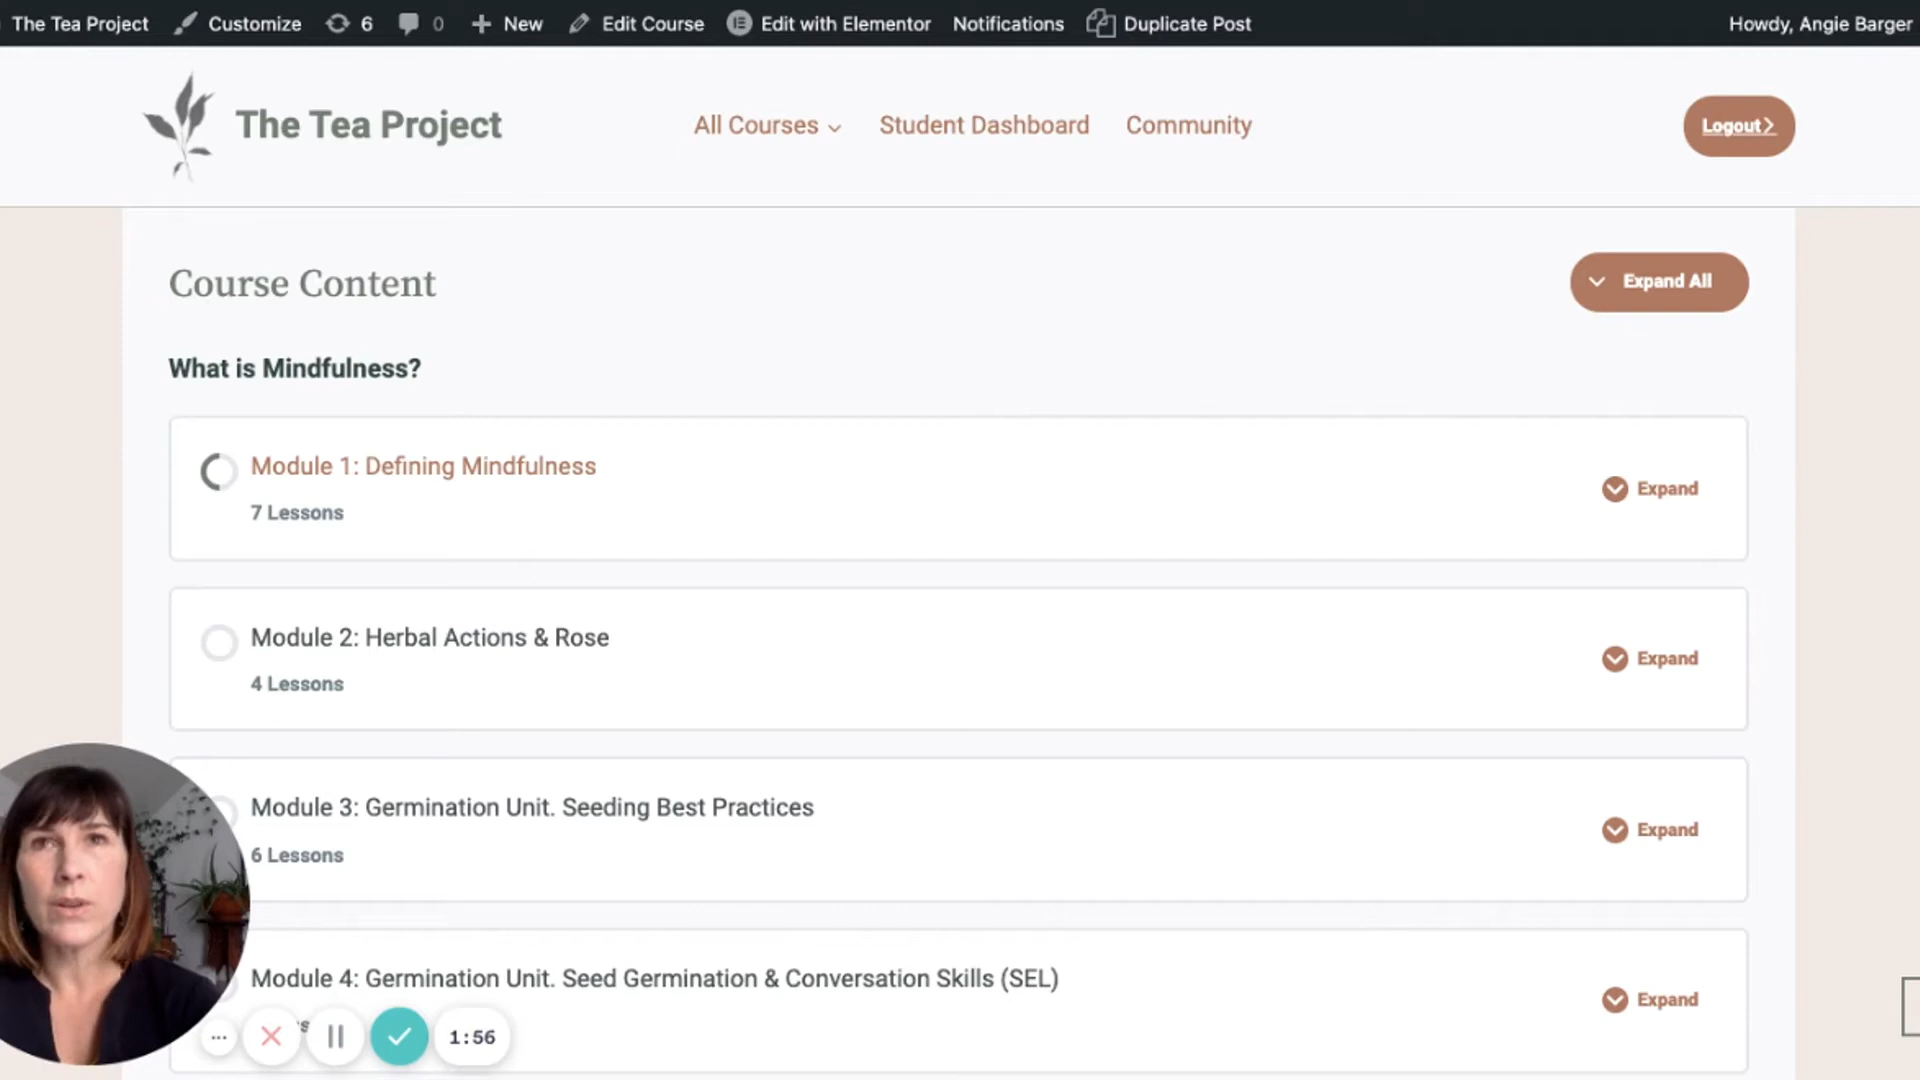 The Tea Project Customize 6 0 New Edit Course Edit with Elementor Notifications Duplicate Post Howdy, Angie Barger
The Tea Project All Courses Student Dashboard Community Logout
Course Content Expand All
What is Mindfulness?
Module 1: Defining Mindfulness
7 Lessons
Expand
Module 2: Herbal Actions & Rose
4 Lessons
Expand
Module 3: Germination Unit. Seeding Best Practices
6 Lessons
Expand
Module 4: Germination Unit. Seed Germination & Conversation Skills (SEL)
Expand
1:56